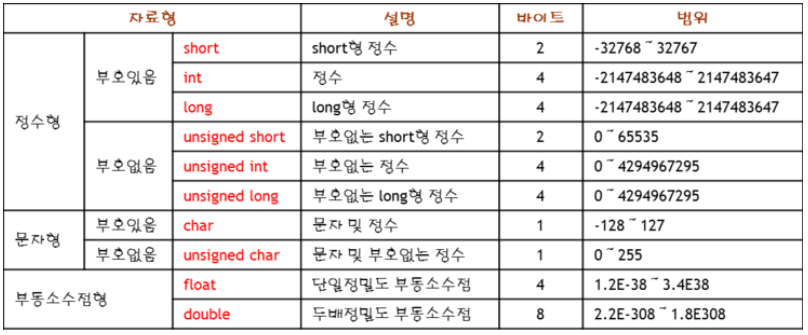 자료형 설명 바이트 범위
정수형 부호있음 short short형 정수 2 -32768 ~ 32767
int 정수 4 -2147483648 ~ 2147483647
long long형 정수 4 -2147483648 ~ 2147483647
부호없음 unsigned short 부호없는 short형 정수 2 0 ~ 65535
unsigned int 부호없는 정수 4 0 ~ 4294967295
unsigned long 부호없는 long형 정수 4 0 ~ 4294967295
문자형 부호있음 char 문자 및 정수 1 -128 ~ 127
부호없음 unsigned char 문자 및 부호없는 정수 1 0 ~ 255
부동소수점형 float 단일정밀도 부동소수점 4 1.2E-38 ~ 3.4E38
double 두배정밀도 부동소수점 8 2.2E-308 ~ 1.8E308